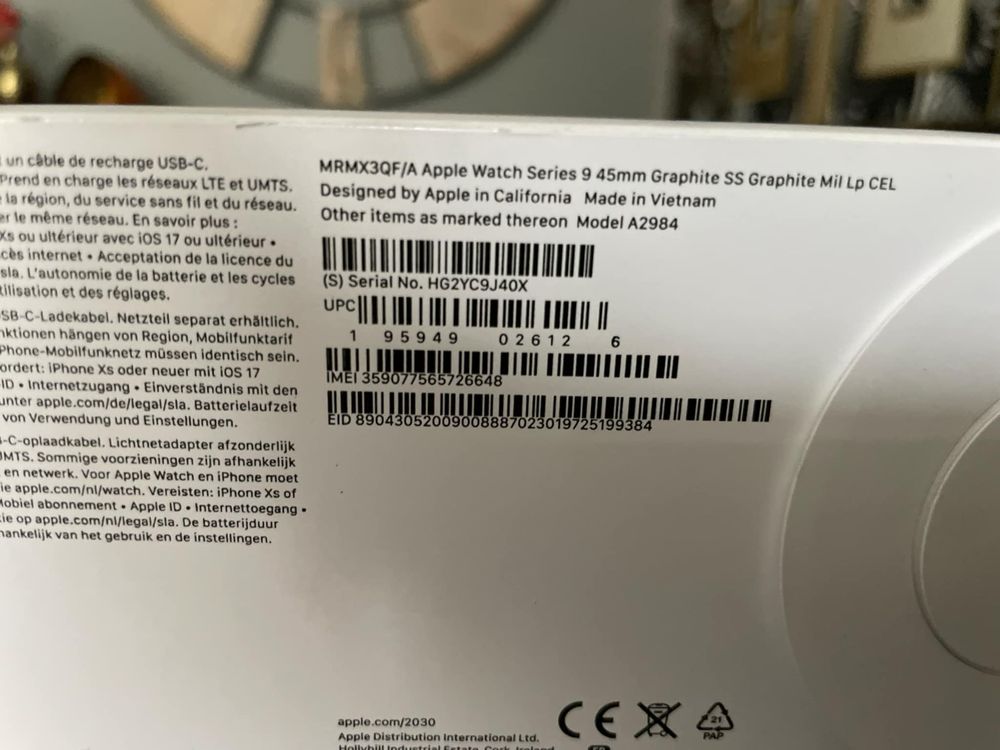 un câble de recharge USB-C.
Prend en charge les réseaux LTE et UMTS.
la région, du service sans fil et du réseau.
er le même réseau. En savoir plus :
Xs ou ultérieur avec iOS 17 ou ultérieur •
cès internet • Acceptation de la licence du
sla. L'autonomie de la batterie et les cycles
tilisation et des réglages.
SB-C-Ladekabel. Netzteil separat erhältlich.
nktionen hängen von Region, Mobilfunktarif
Phone-Mobilfunknetz müssen identisch sein.
ordert: iPhone Xs oder neuer mit iOS 17
ID • Internetzugang • Einverständnis mit den
unter apple.com/de/legal/sla. Batterielaufzeit
von Verwendung und Einstellungen.
-C-oplaadkabel. Lichtnetadapter afzonderlijk
UMTS. Sommige voorzieningen zijn afhankelijk
en netwerk. Voor Apple Watch en iPhone moet
ie apple.com/nl/watch. Vereisten: iPhone Xs of
Mobiel abonnement • Apple ID • Internettoegang •
ie op apple.com/nl/legal/sla. De batterijduur
hankelijk van het gebruik en de instellingen.
MRMX3QF/A Apple Watch Series 9 45mm Graphite SS Graphite Mil Lp CEL
Designed by Apple in California Made in Vietnam
Other items as marked thereon Model A2984
(S) Serial No. HG2YC9J40X
UPC
1 95949 02612 6
IMEI 359077565726648
EID 89043052009008887023019725199384
apple.com/2030
Apple Distribution International Ltd.
Hollyhill Industrial Estate, Cork, Ireland
CE
21
PAP